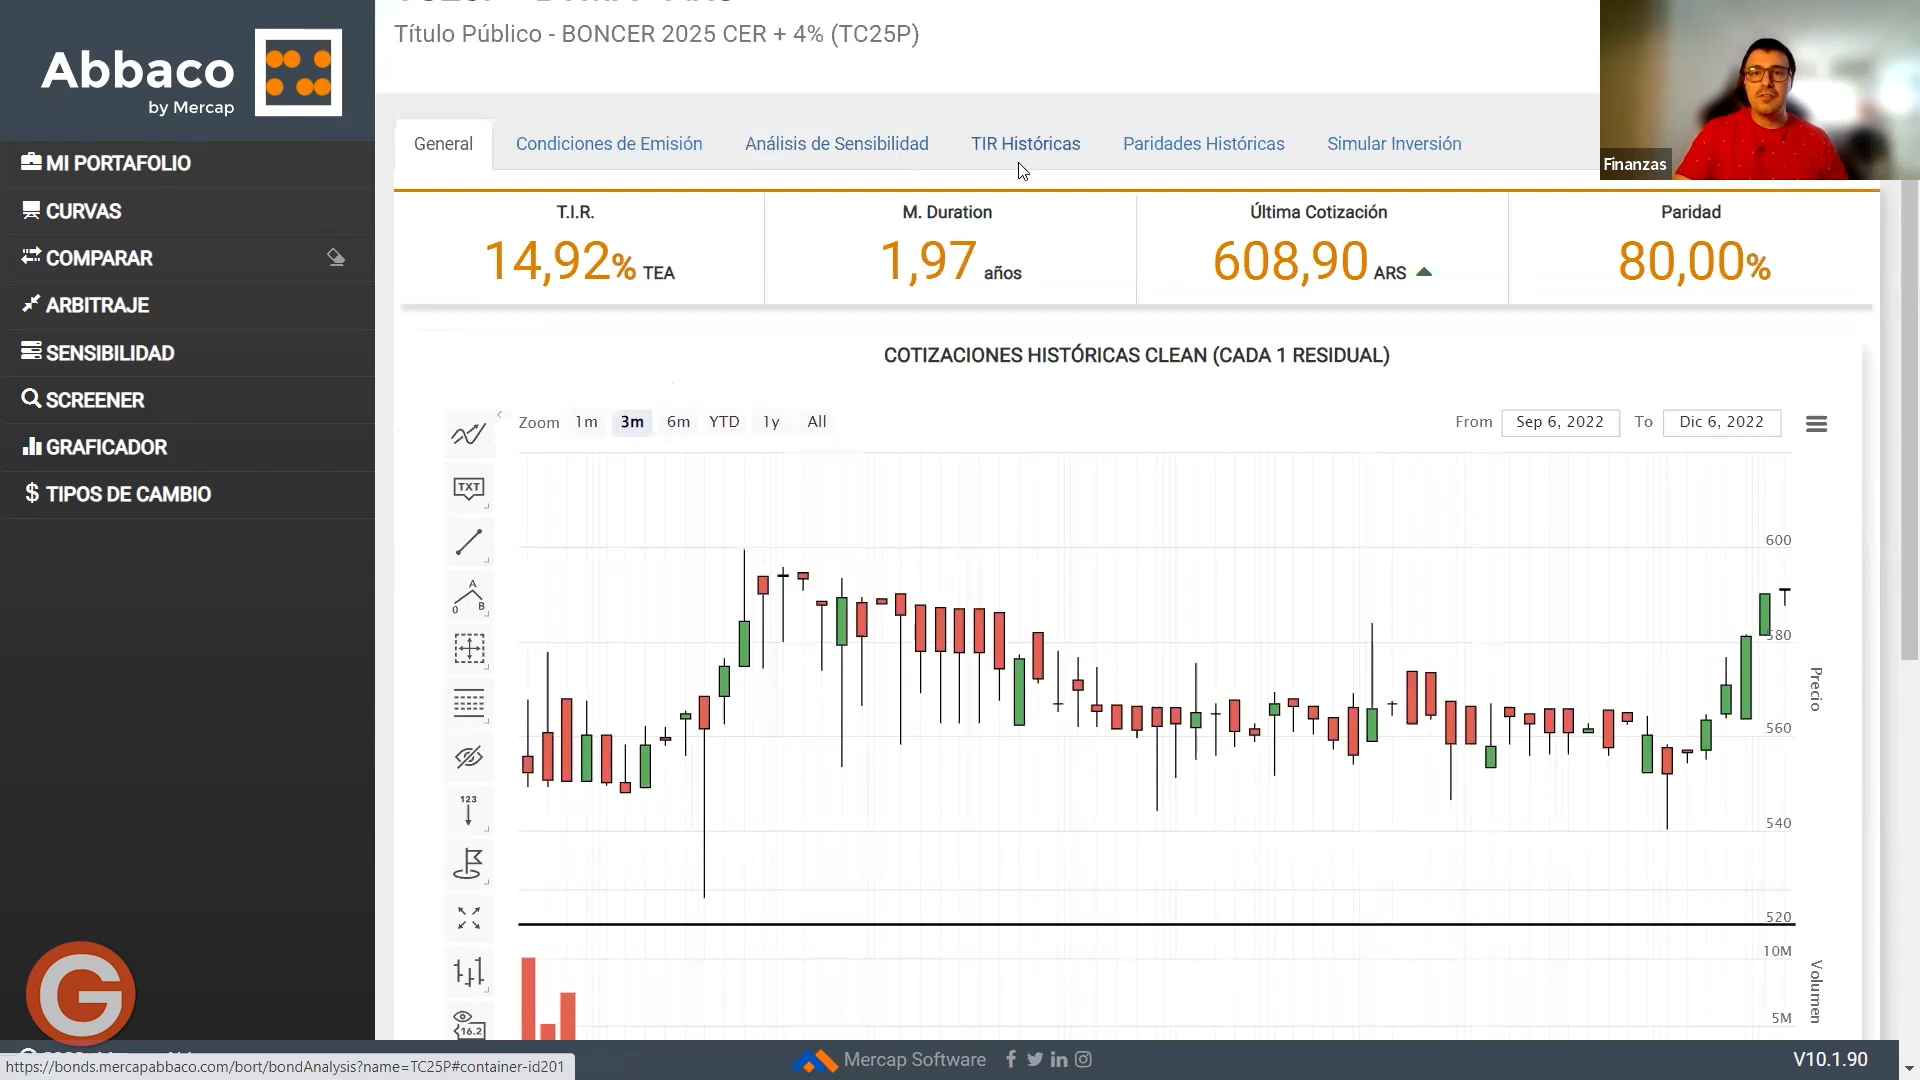 Abbaco
by Mercap
Título Público - BONCER 2025 CER + 4% (TC25P)
Finanzas
General
Condiciones de Emisión
Análisis de Sensibilidad
TIR Históricas
Paridades Históricas
Simular Inversión
MI PORTAFOLIO
CURVAS
COMPARAR
ARBITRAJE
SENSIBILIDAD
SCREENER
GRAFICADOR
$ TIPOS DE CAMBIO
T.I.R.
14,92% TEA
M. Duration
1,97 años
Última Cotización
608,90 ARS
Paridad
80,00%
COTIZACIONES HISTÓRICAS CLEAN (CADA 1 RESIDUAL)
Zoom 1m 3m 6m YTD 1y All
From Sep 6, 2022 To Dic 6, 2022
TXT
A
0 B
123
16.2
600
580
560
540
520
Precio
10M
5M
Volumen
G
https://bonds.mercapabbaco.com/bort/bondAnalysis?name=TC25P#container-id201
Mercap Software
V10.1.90